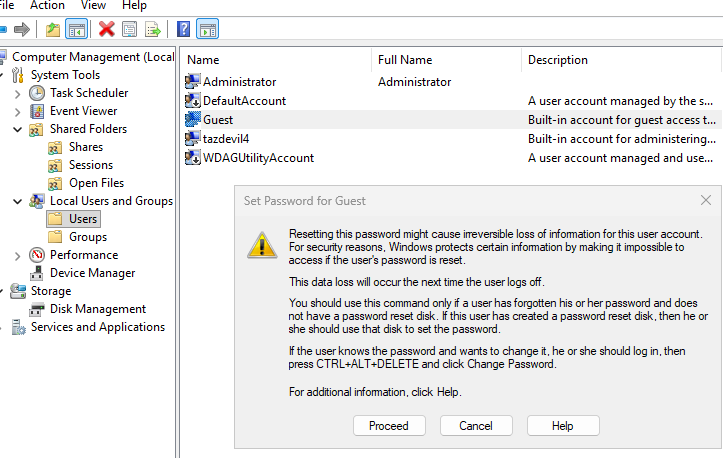 File Action View Help
Computer Management (Local
System Tools
Task Scheduler
Event Viewer
Shared Folders
Shares
Sessions
Open Files
Local Users and Groups
Users
Groups
Performance
Device Manager
Storage
Disk Management
Services and Applications
Name Full Name Description
Administrator Administrator
DefaultAccount A user account managed by the s...
Guest Built-in account for guest access t...
tazdevil4 Built-in account for administering...
WDAGUtilityAccount A user account managed and use...
Set Password for Guest
Resetting this password might cause irreversible loss of information for this user account.
For security reasons, Windows protects certain information by making it impossible to
access if the user's password is reset.
This data loss will occur the next time the user logs off.
You should use this command only if a user has forgotten his or her password and does
not have a password reset disk. If this user has created a password reset disk, then he or
she should use that disk to set the password.
If the user knows the password and wants to change it, he or she should log in, then
press CTRL+ALT+DELETE and click Change Password.
For additional information, click Help.
Proceed Cancel Help